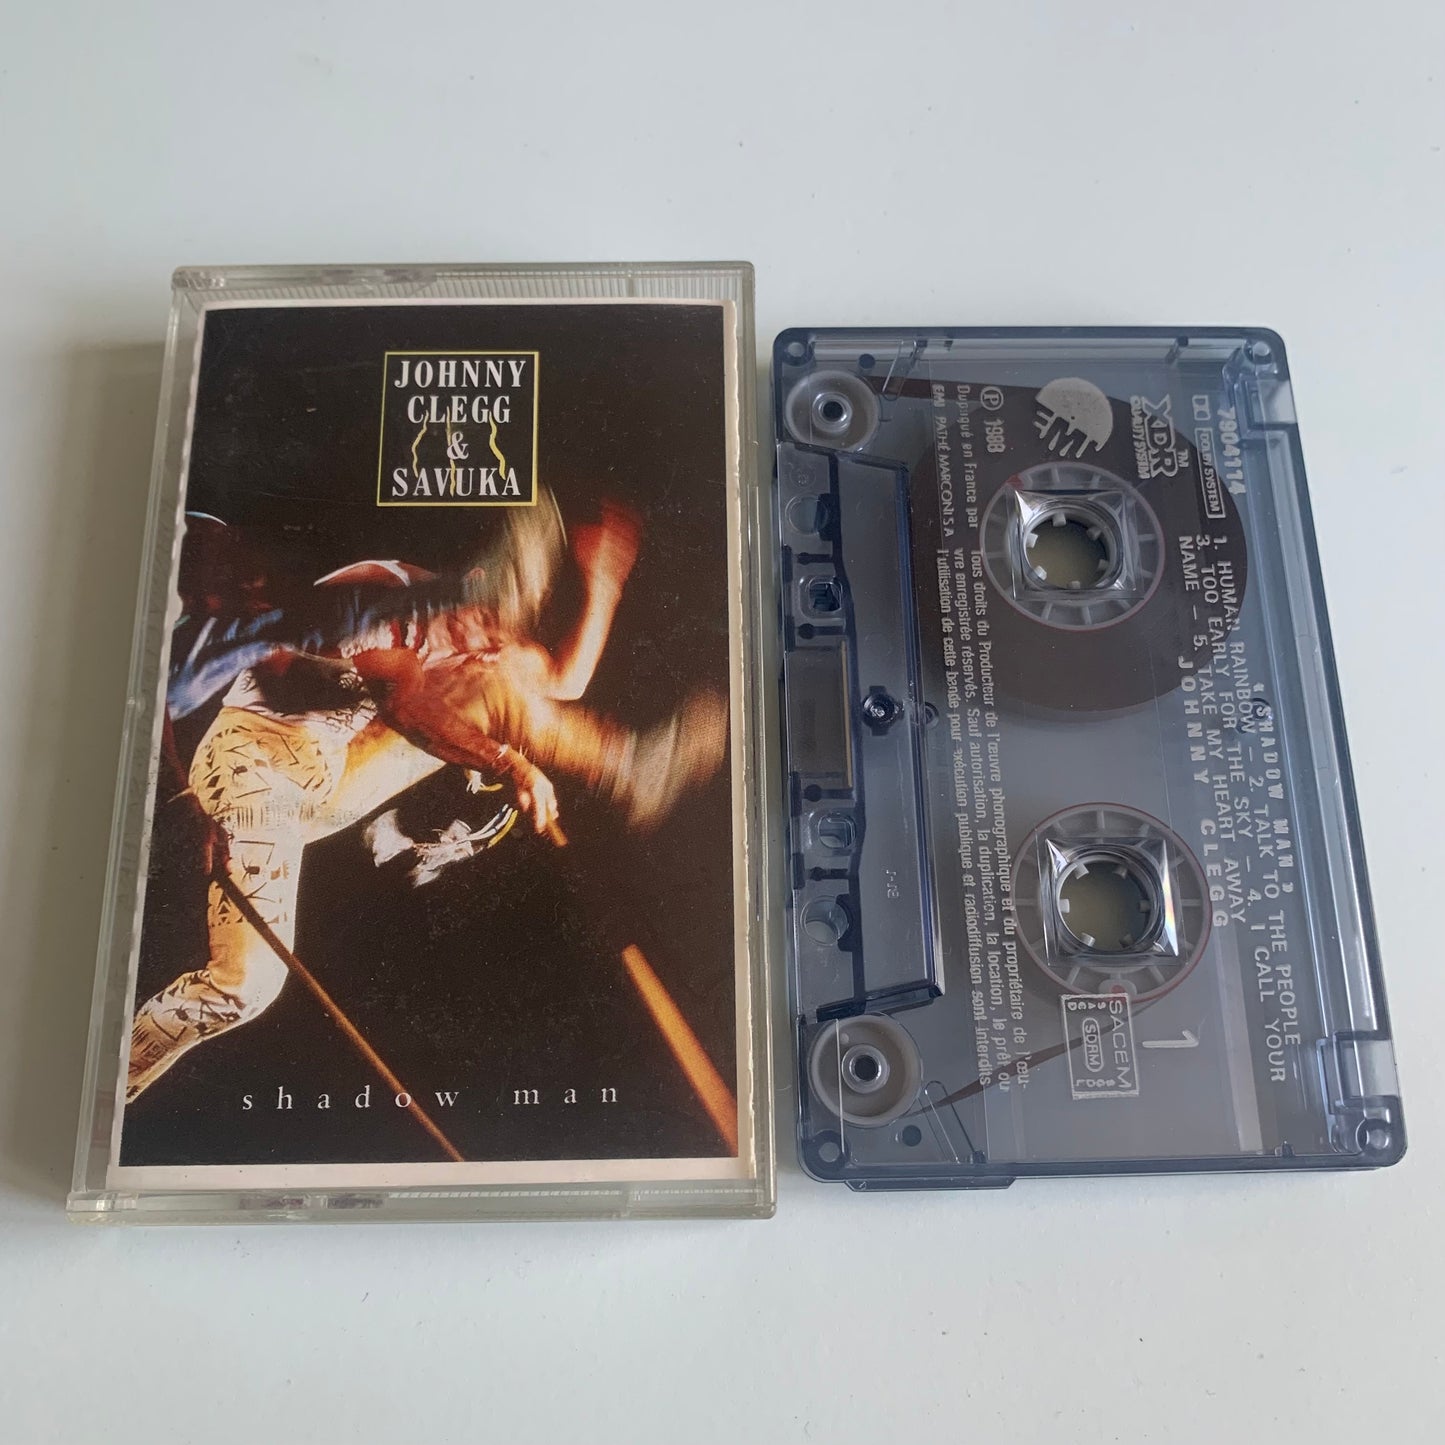 JOHNNY
CLEGG
&
SAVUKA
shadow man
7904114
DOLBY SYSTEM
XDR™
QUALITY SYSTEM
EMI
Ⓟ 1988
Dupliqué en France par
EMI PATHÉ MARCONI S.A
"SHADOW MAN"
1. HUMAN RAINBOW – 2. TALK TO THE PEOPLE –
3. TOO EARLY FOR THE SKY – 4. I CALL YOUR
NAME – 5. TAKE MY HEART AWAY
JOHNNY CLEGG
1
SACEM
SDRM
Tous droits du Producteur de l'œuvre phonographique et du propriétaire de l'œu-
vre enregistrée réservés. Sauf autorisation, la duplication, la location, le prêt ou
l'utilisation de cette bande pour exécution publique et radiodiffusion sont interdits